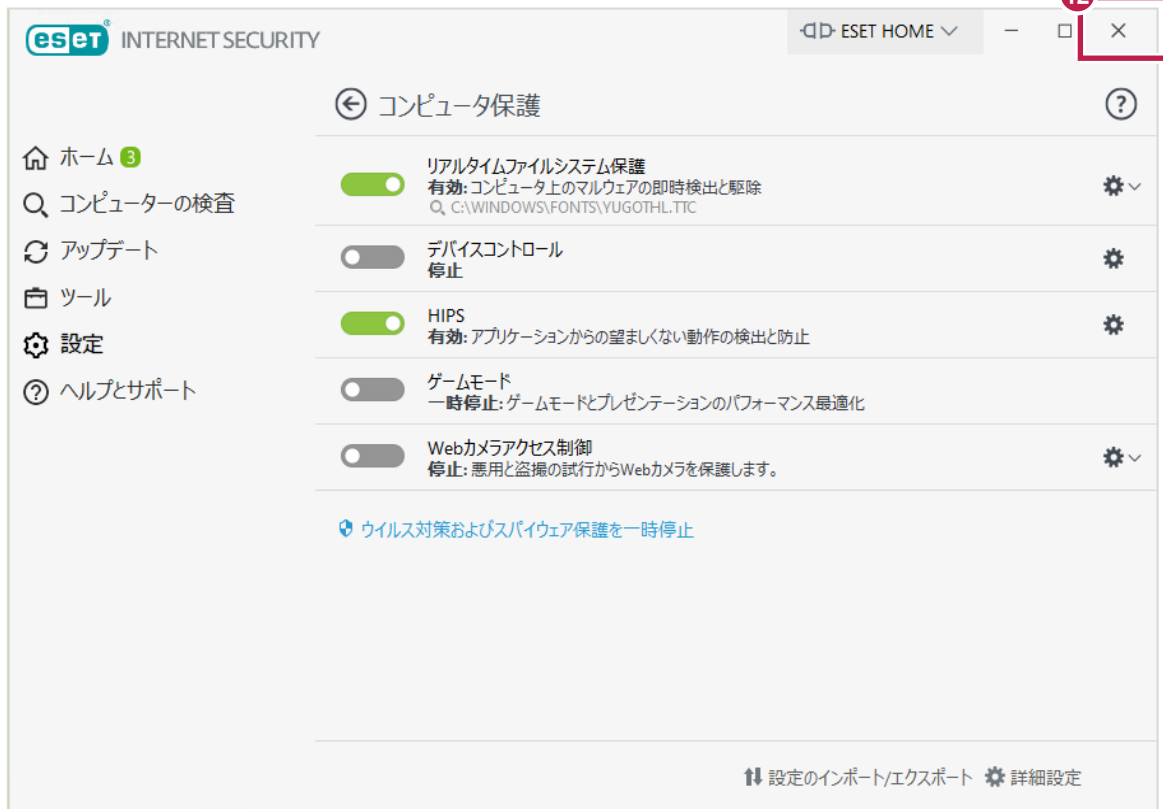 12
eset® INTERNET SECURITY
ESET HOME
コンピュータ保護
?
ホーム 3
コンピューターの検査
アップデート
ツール
設定
ヘルプとサポート
リアルタイムファイルシステム保護
有効: コンピュータ上のマルウェアの即時検出と駆除
C:\WINDOWS\FONTS\YUGOTHL.TTC
デバイスコントロール
停止
HIPS
有効: アプリケーションからの望ましくない動作の検出と防止
ゲームモード
一時停止: ゲームモードとプレゼンテーションのパフォーマンス最適化
Webカメラアクセス制御
停止: 悪用と盗撮の試行からWebカメラを保護します。
ウイルス対策およびスパイウェア保護を一時停止
設定のインポート/エクスポート 詳細設定